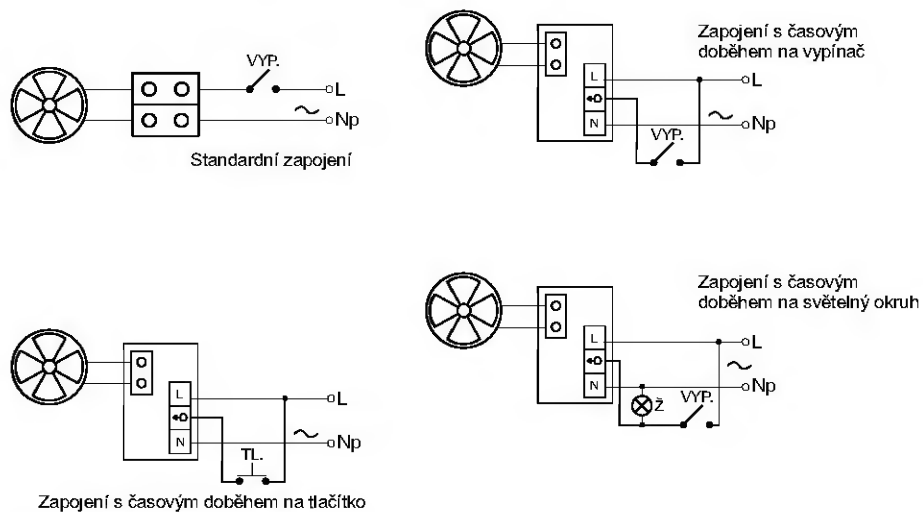 VYP.
L
Np
Standardní zapojení
Zapojení s časovým
doběhem na vypínač
L
N
L
Np
VYP.
L
N
L
Np
TL.
Zapojení s časovým doběhem na tlačítko
Zapojení s časovým
doběhem na světelný okruh
L
N
L
Np
Ž
VYP.